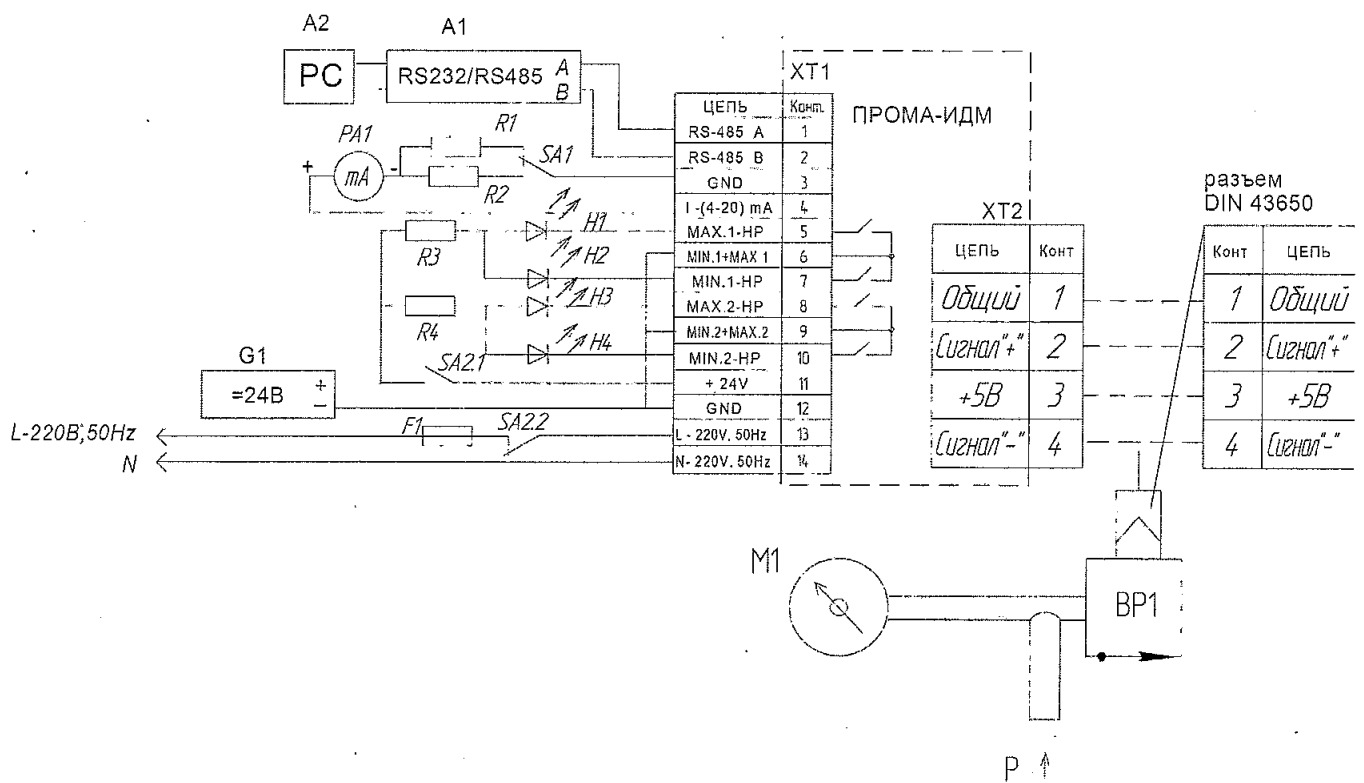 A2
A1
PC
RS232/RS485
A
B
PA1
+
-
mA
R1
R2
SA1
H1
H2
H3
H4
R3
R4
SA2.1
G1
=24В
+
−
L-220В,50Hz
F1
SA2.2
N
XT1
ПРОМА-ИДМ
ЦЕПЬ Конт.
RS-485 A 1
RS-485 B 2
GND 3
I -(4-20) mA 4
MAX.1-HP 5
MIN.1+MAX 1 6
MIN.1-HP 7
MAX.2-HP 8
MIN.2+MAX.2 9
MIN.2-HP 10
+ 24V 11
GND 12
L - 220V, 50Hz 13
N- 220V, 50Hz 14
XT2
ЦЕПЬ Конт
Общий 1
Сигнал"+" 2
+5В 3
Сигнал"-" 4
разъем
DIN 43650
Конт ЦЕПЬ
1 Общий
2 Сигнал"+"
3 +5В
4 Сигнал"-"
M1
BP1
P